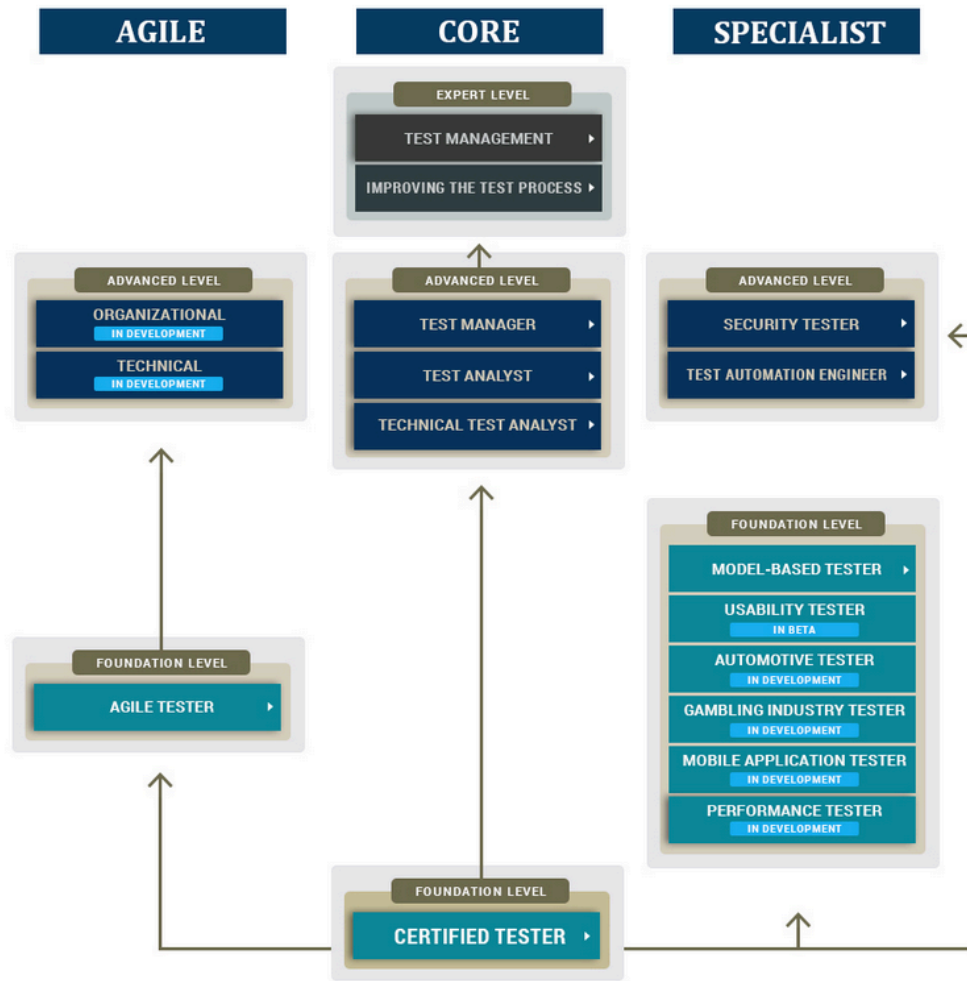 AGILE
CORE
SPECIALIST
EXPERT LEVEL
TEST MANAGEMENT
IMPROVING THE TEST PROCESS
ADVANCED LEVEL
ORGANIZATIONAL
IN DEVELOPMENT
TECHNICAL
IN DEVELOPMENT
ADVANCED LEVEL
TEST MANAGER
TEST ANALYST
TECHNICAL TEST ANALYST
ADVANCED LEVEL
SECURITY TESTER
TEST AUTOMATION ENGINEER
FOUNDATION LEVEL
MODEL-BASED TESTER
USABILITY TESTER
IN BETA
AUTOMOTIVE TESTER
IN DEVELOPMENT
GAMBLING INDUSTRY TESTER
IN DEVELOPMENT
MOBILE APPLICATION TESTER
IN DEVELOPMENT
PERFORMANCE TESTER
IN DEVELOPMENT
FOUNDATION LEVEL
AGILE TESTER
FOUNDATION LEVEL
CERTIFIED TESTER